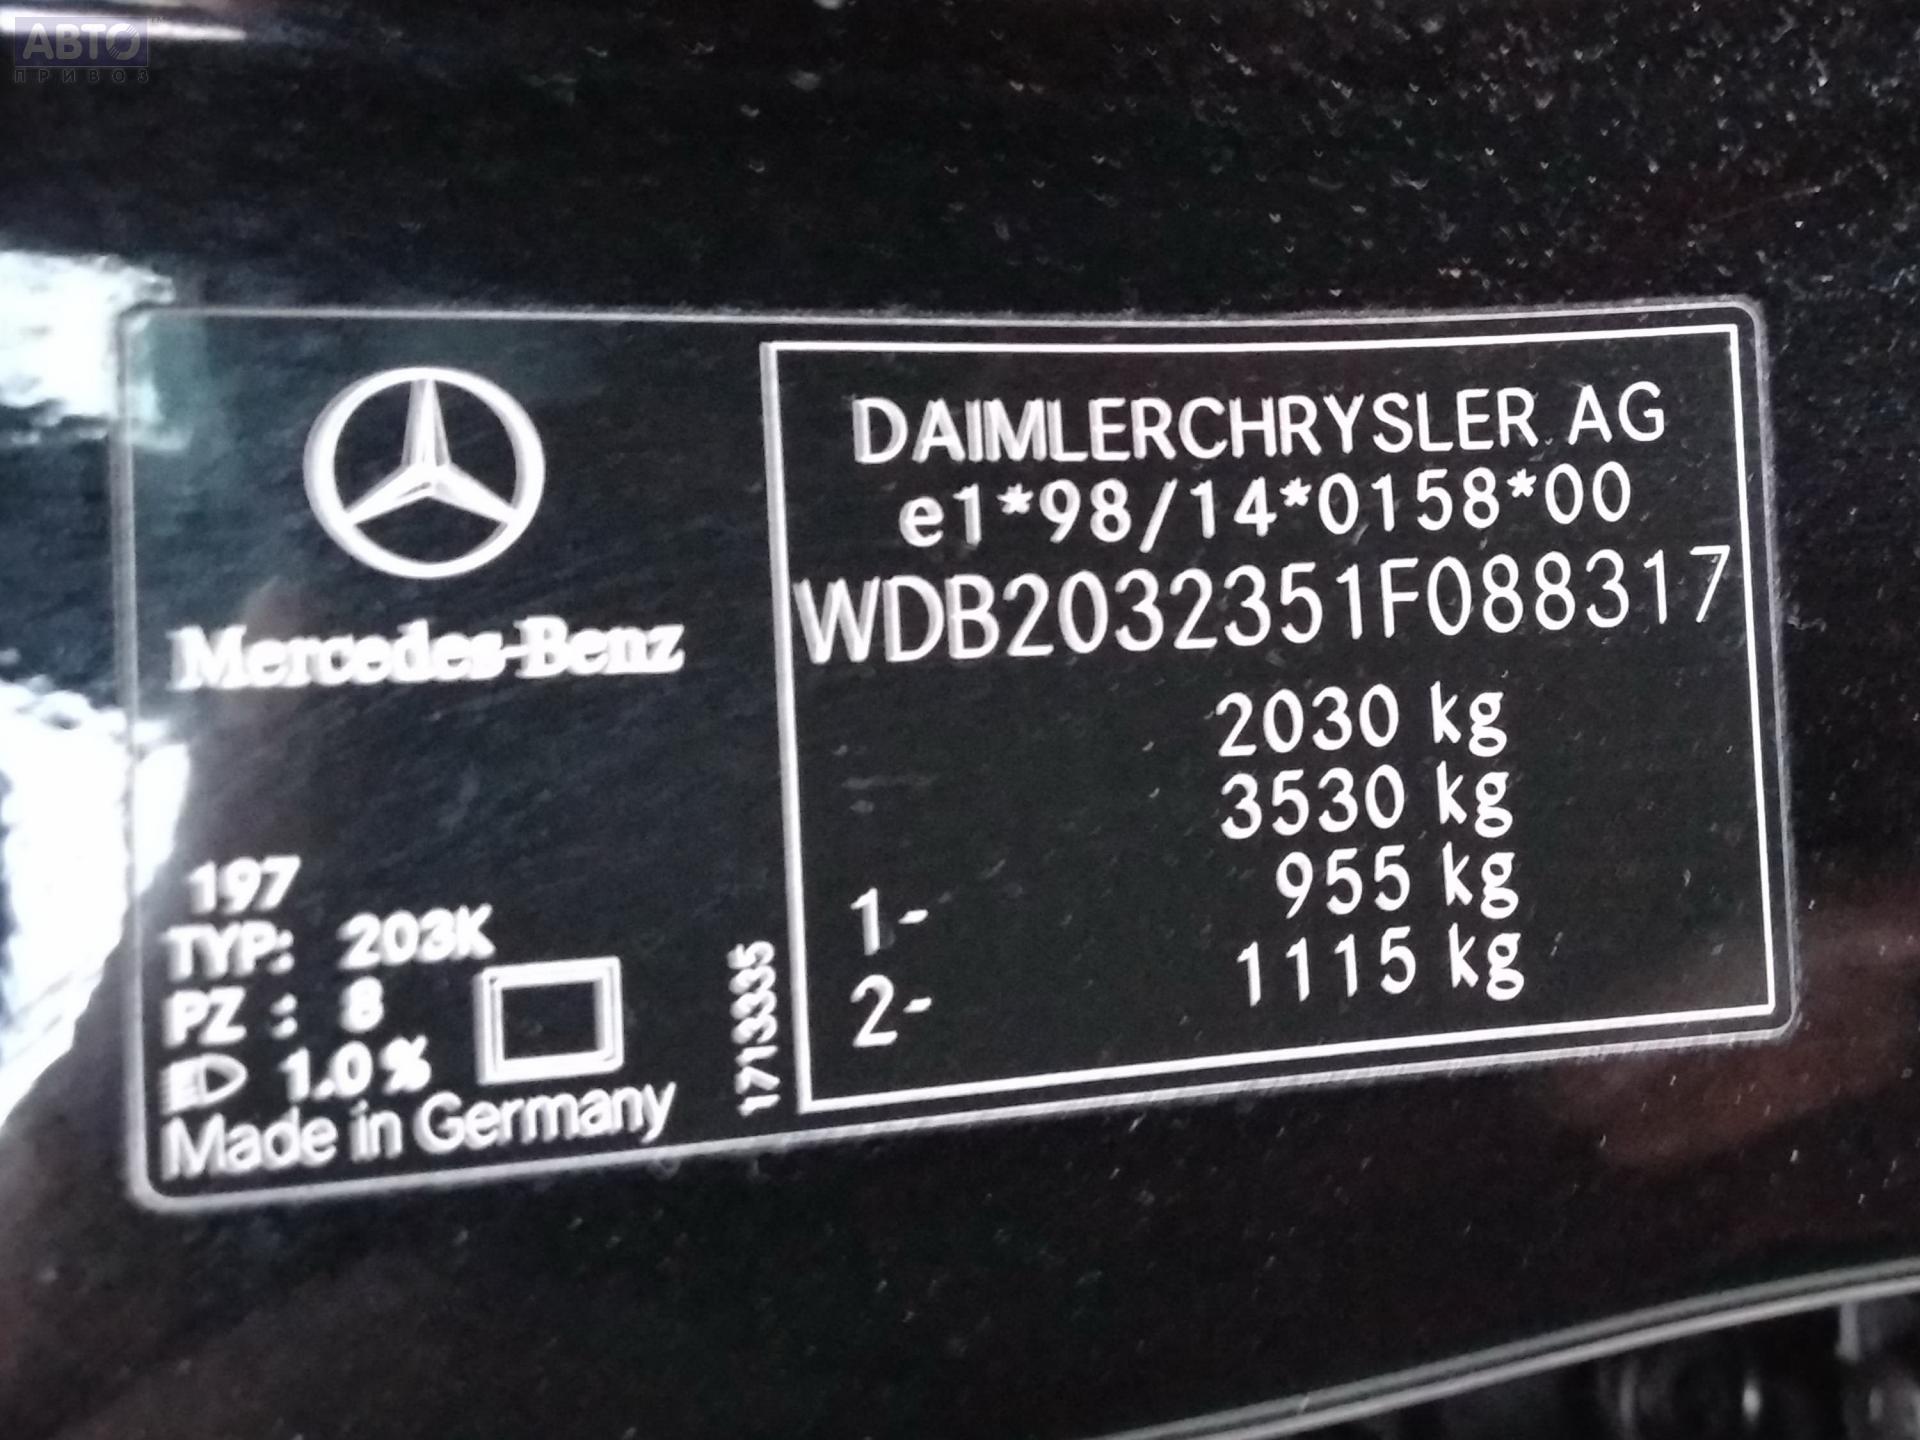 АВТО
ПРИВОЗ
Mercedes-Benz
197
TYP: 203K
PZ : 8
1.0%
Made in Germany
1713335
DAIMLERCHRYSLER AG
e1*98/14*0158*00
WDB2032351F088317
2030 kg
3530 kg
1- 955 kg
2- 1115 kg